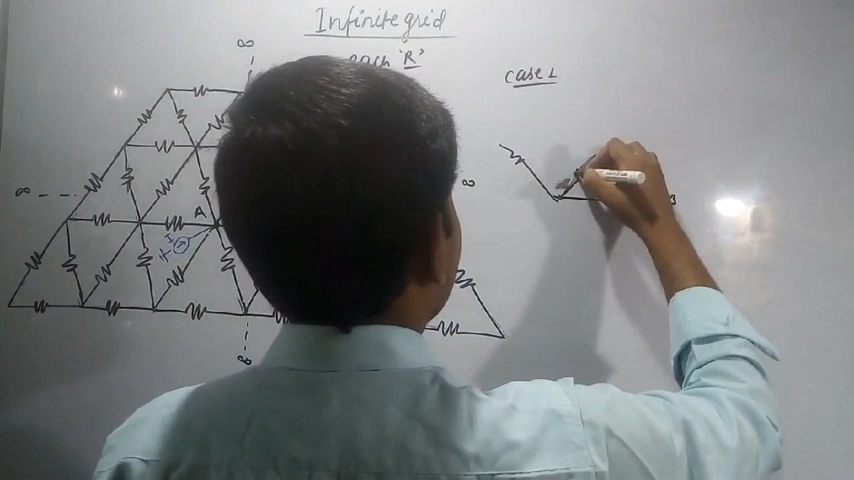 Infinite grid
each 'R'
∞
case 1
∞
∞
A
I
B
∞